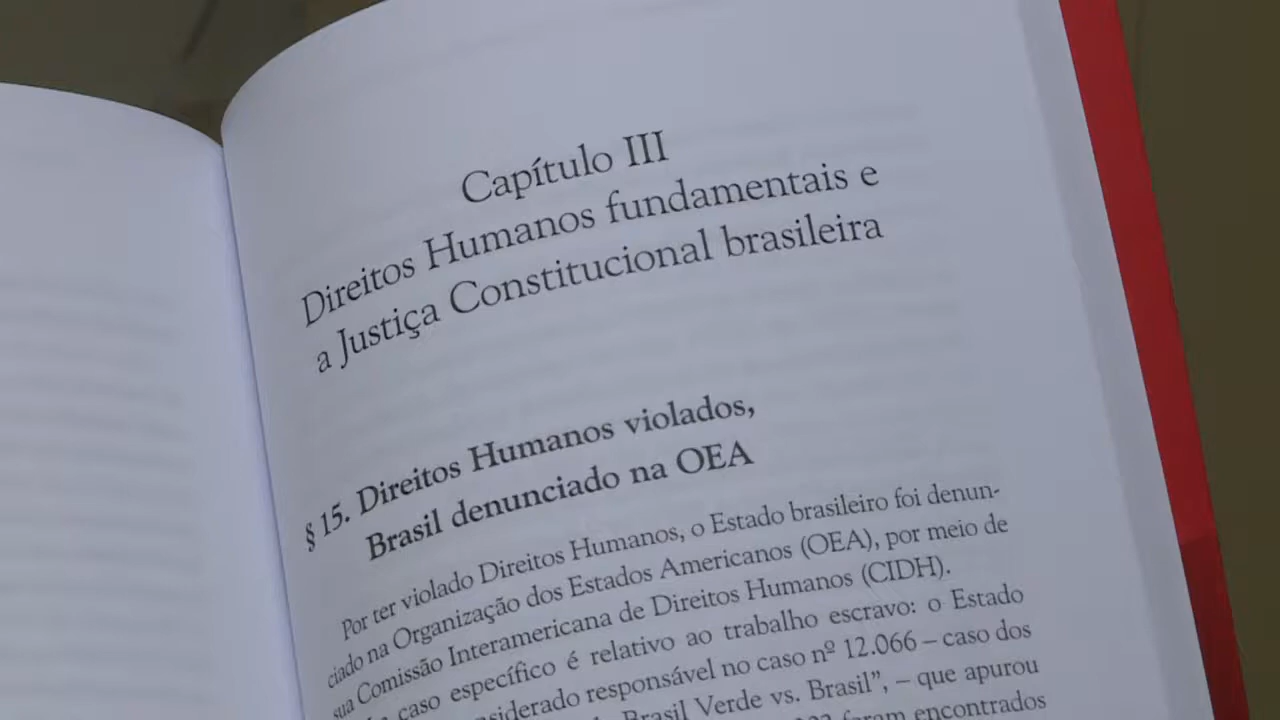 Capítulo III
Direitos Humanos fundamentais e
a Justiça Constitucional brasileira
§ 15. Direitos Humanos violados,
Brasil denunciado na OEA
Por ter violado Direitos Humanos, o Estado brasileiro foi denun-
ciado na Organização dos Estados Americanos (OEA), por meio de
sua Comissão Interamericana de Direitos Humanos (CIDH).
caso específico é relativo ao trabalho escravo: o Estado
responsável no caso nº 12.066 – caso dos
Brasil Verde vs. Brasil”, – que apurou
foram encontrados